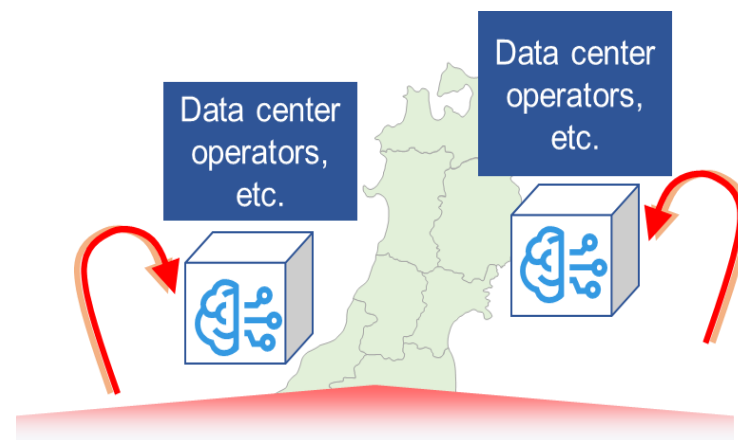 Data center
operators,
etc.
Data center
operators,
etc.